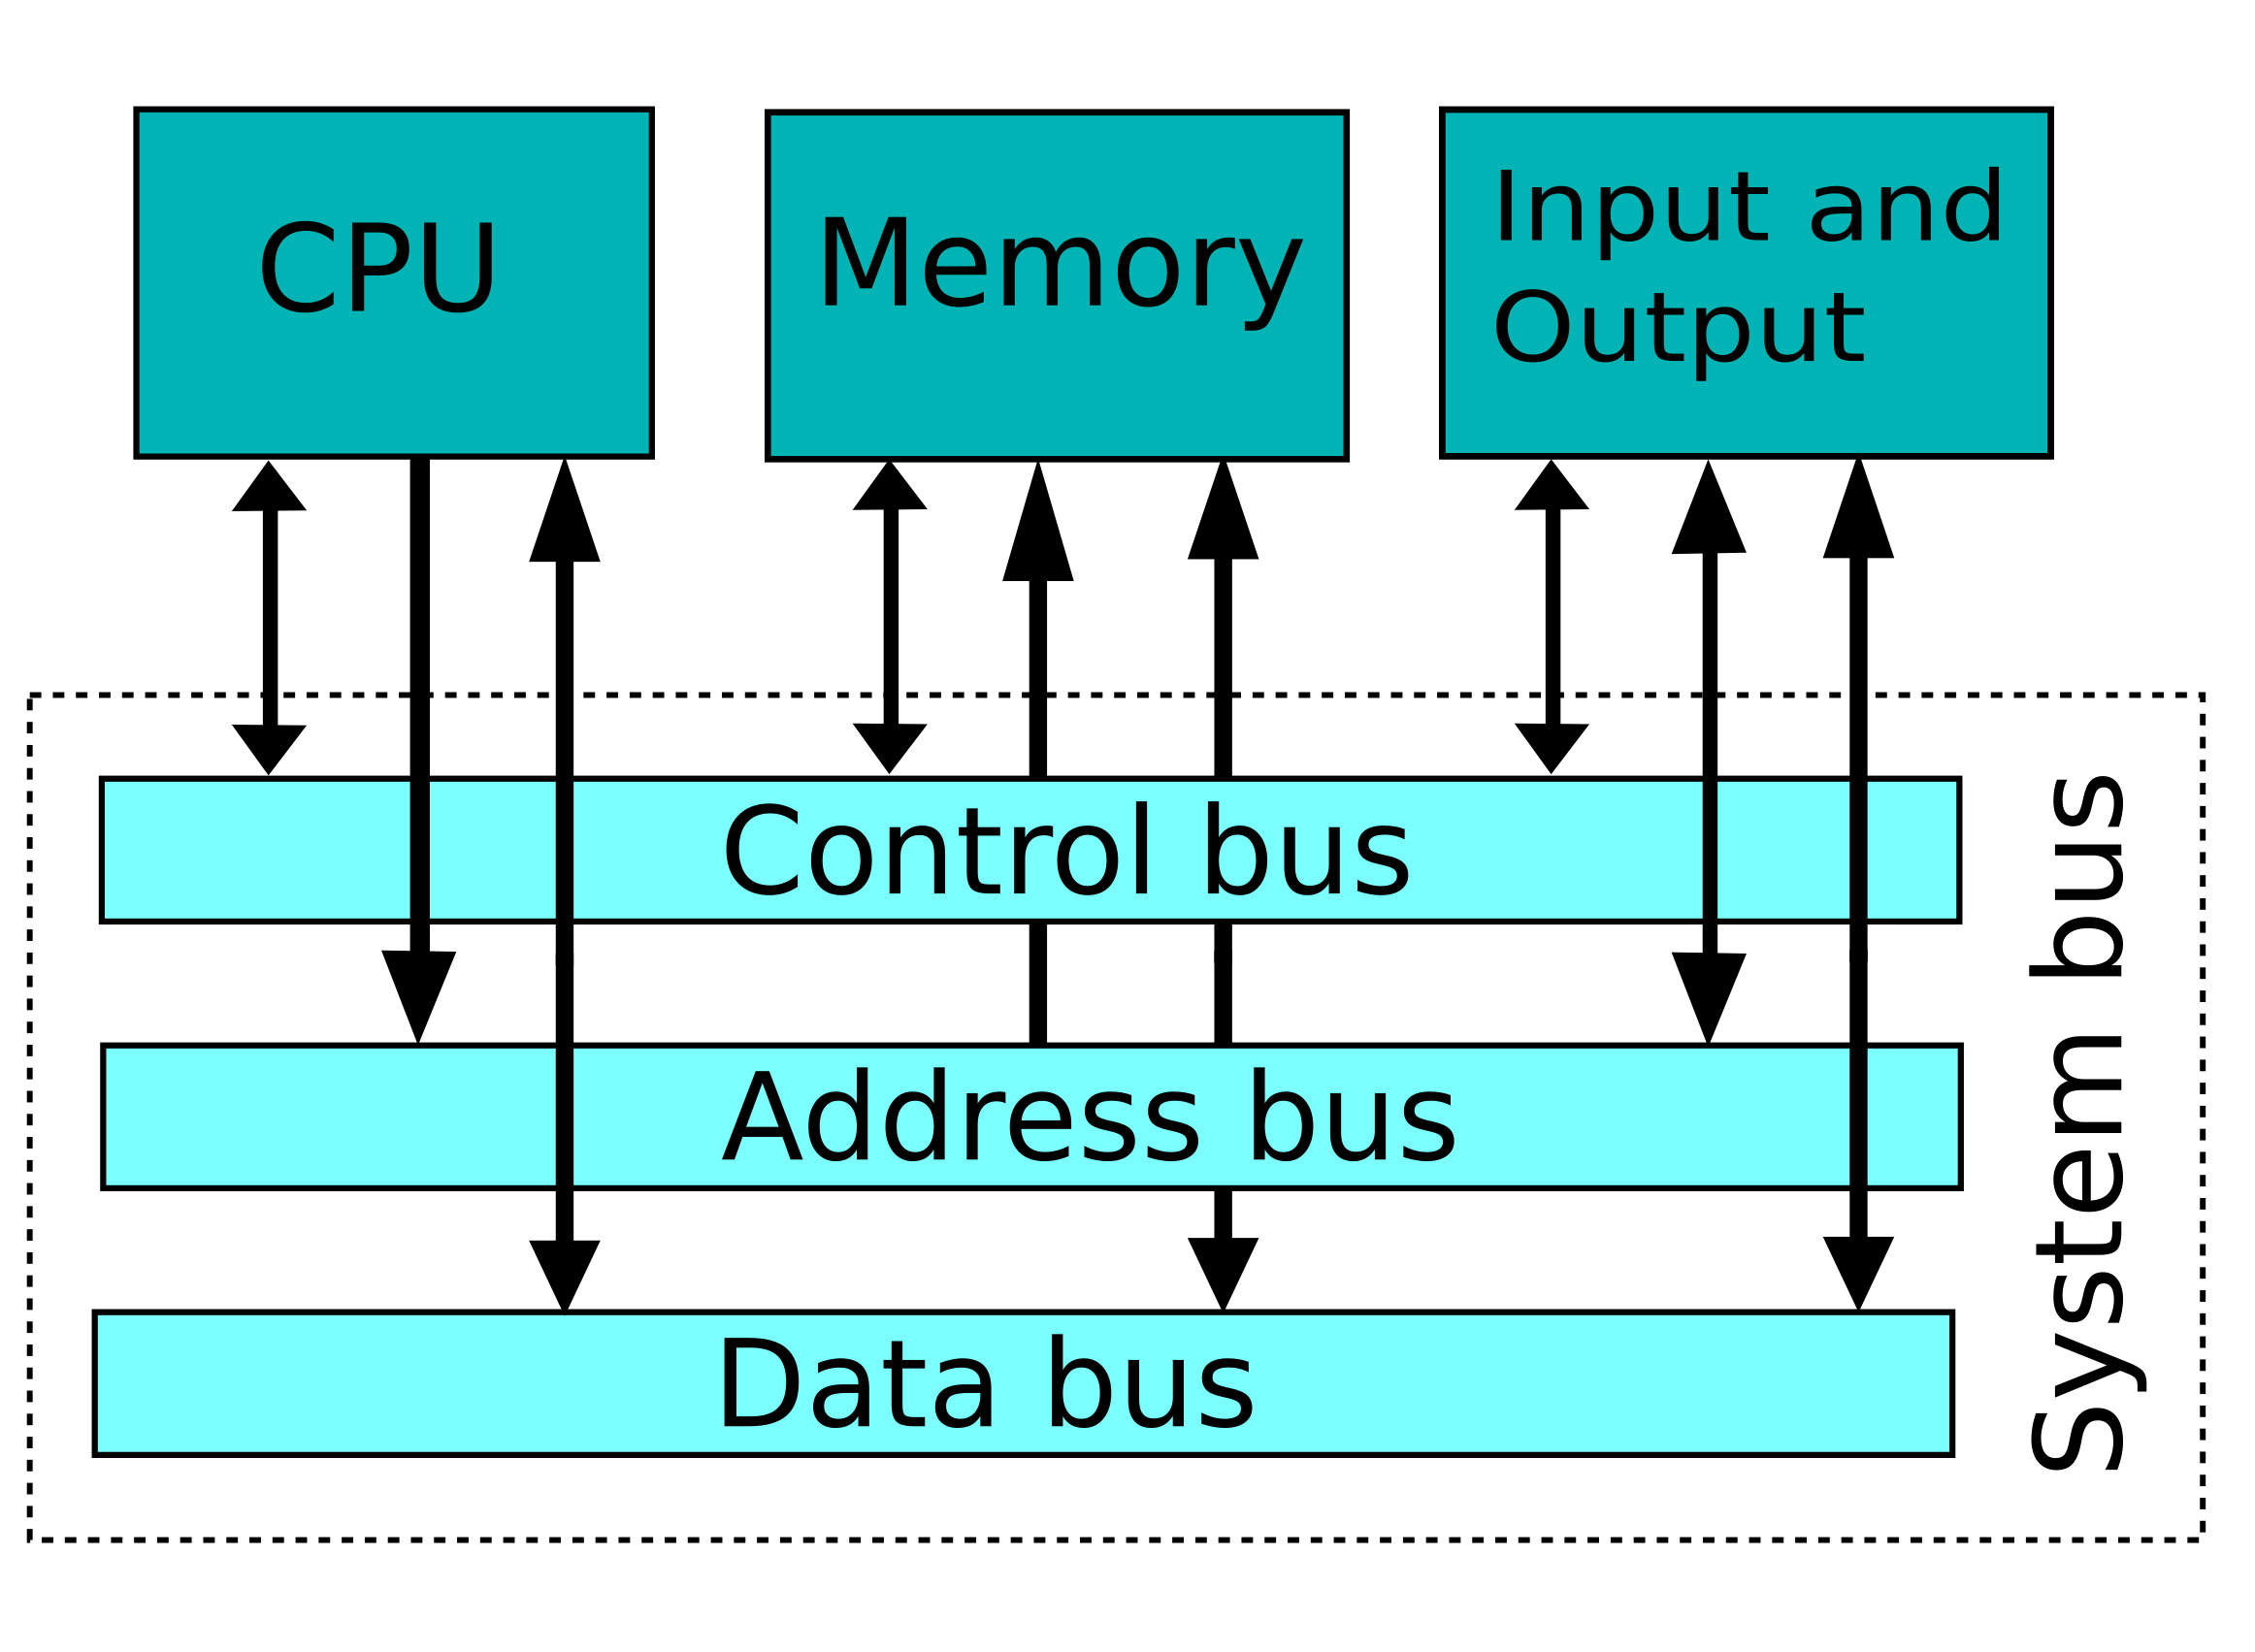 CPU
Memory
Input and
Output
Control bus
Address bus
Data bus
System bus